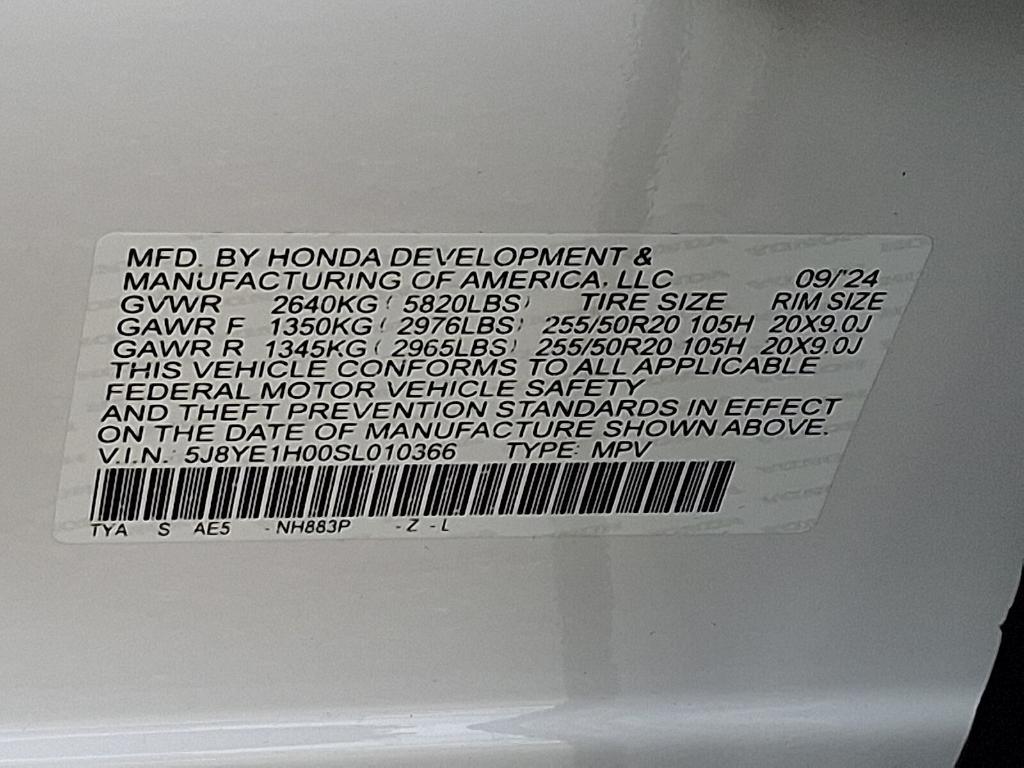 MFD. BY HONDA DEVELOPMENT &
MANUFACTURING OF AMERICA, LLC 09/'24
GVWR 2640KG ( 5820LBS) TIRE SIZE RIM SIZE
GAWR F 1350KG ( 2976LBS) 255/50R20 105H 20X9.0J
GAWR R 1345KG ( 2965LBS) 255/50R20 105H 20X9.0J
THIS VEHICLE CONFORMS TO ALL APPLICABLE
FEDERAL MOTOR VEHICLE SAFETY
AND THEFT PREVENTION STANDARDS IN EFFECT
ON THE DATE OF MANUFACTURE SHOWN ABOVE.
V.I.N.: 5J8YE1H00SL010366 TYPE: MPV
TYA S AE5 - NH883P - Z - L